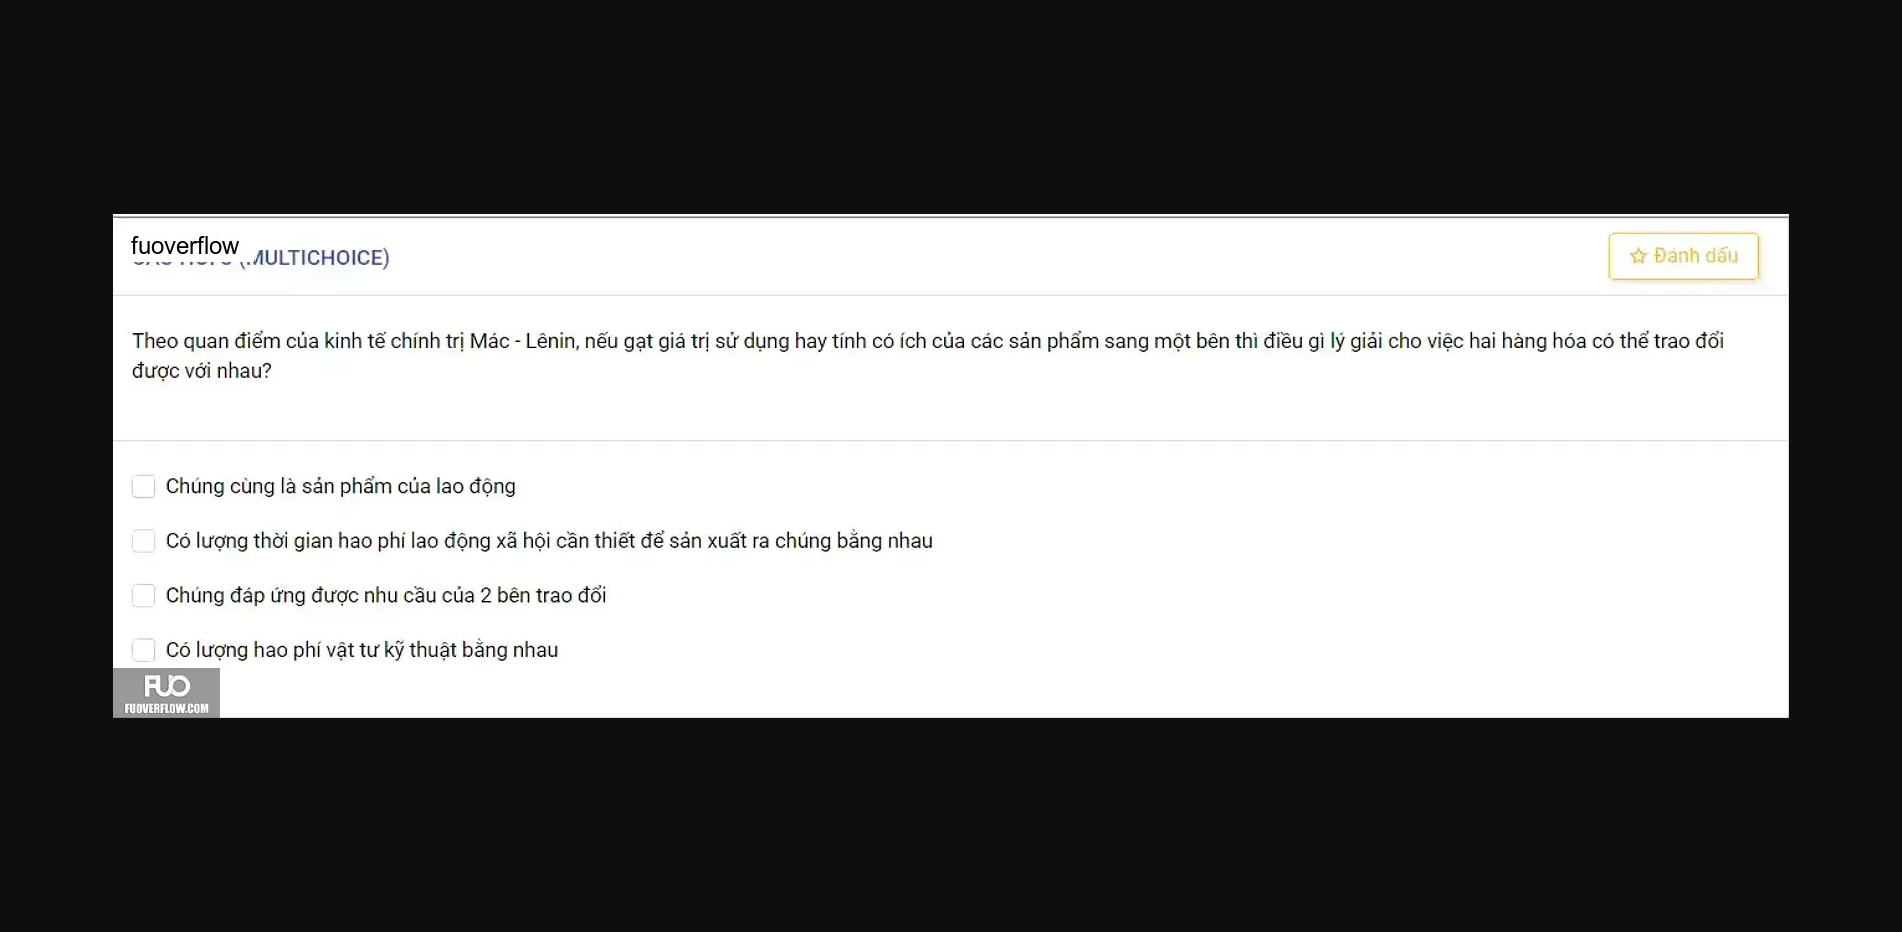 fuoverflow
(MULTICHOICE)
Đánh dấu
Theo quan điểm của kinh tế chính trị Mác - Lênin, nếu gạt giá trị sử dụng hay tính có ích của các sản phẩm sang một bên thì điều gì lý giải cho việc hai hàng hóa có thể trao đổi
được với nhau?
Chúng cùng là sản phẩm của lao động
Có lượng thời gian hao phí lao động xã hội cần thiết để sản xuất ra chúng bằng nhau
Chúng đáp ứng được nhu cầu của 2 bên trao đổi
Có lượng hao phí vật tư kỹ thuật bằng nhau
FUO
FUOVERFLOW.COM